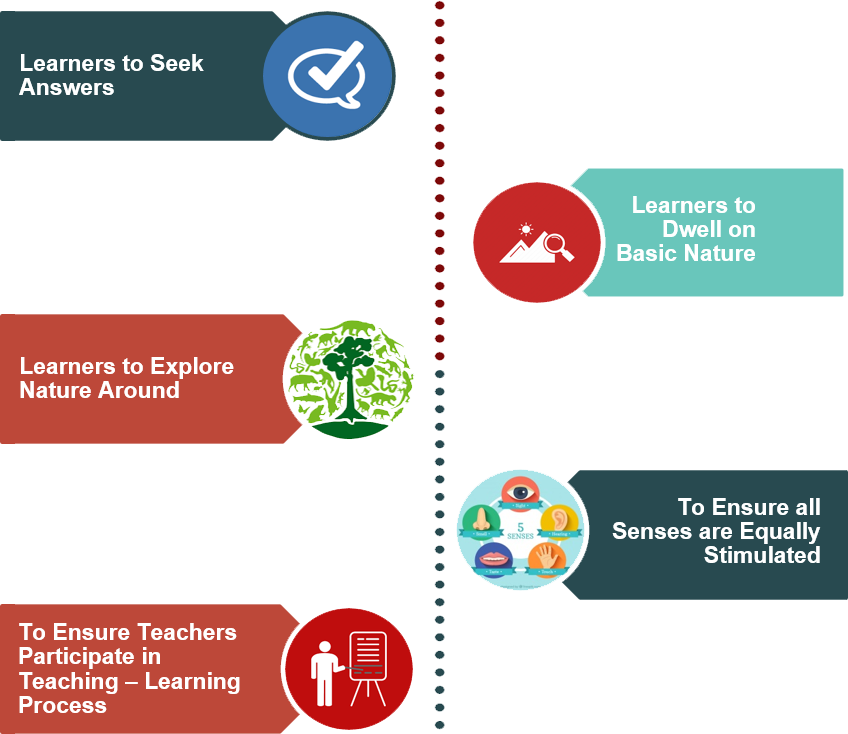 Learners to Seek
Answers
Learners to
Dwell on
Basic Nature
Learners to Explore
Nature Around
To Ensure all
Senses are Equally
Stimulated
Sight
Smell
5
SENSES
Hearing
Taste
Touch
To Ensure Teachers
Participate in
Teaching – Learning
Process